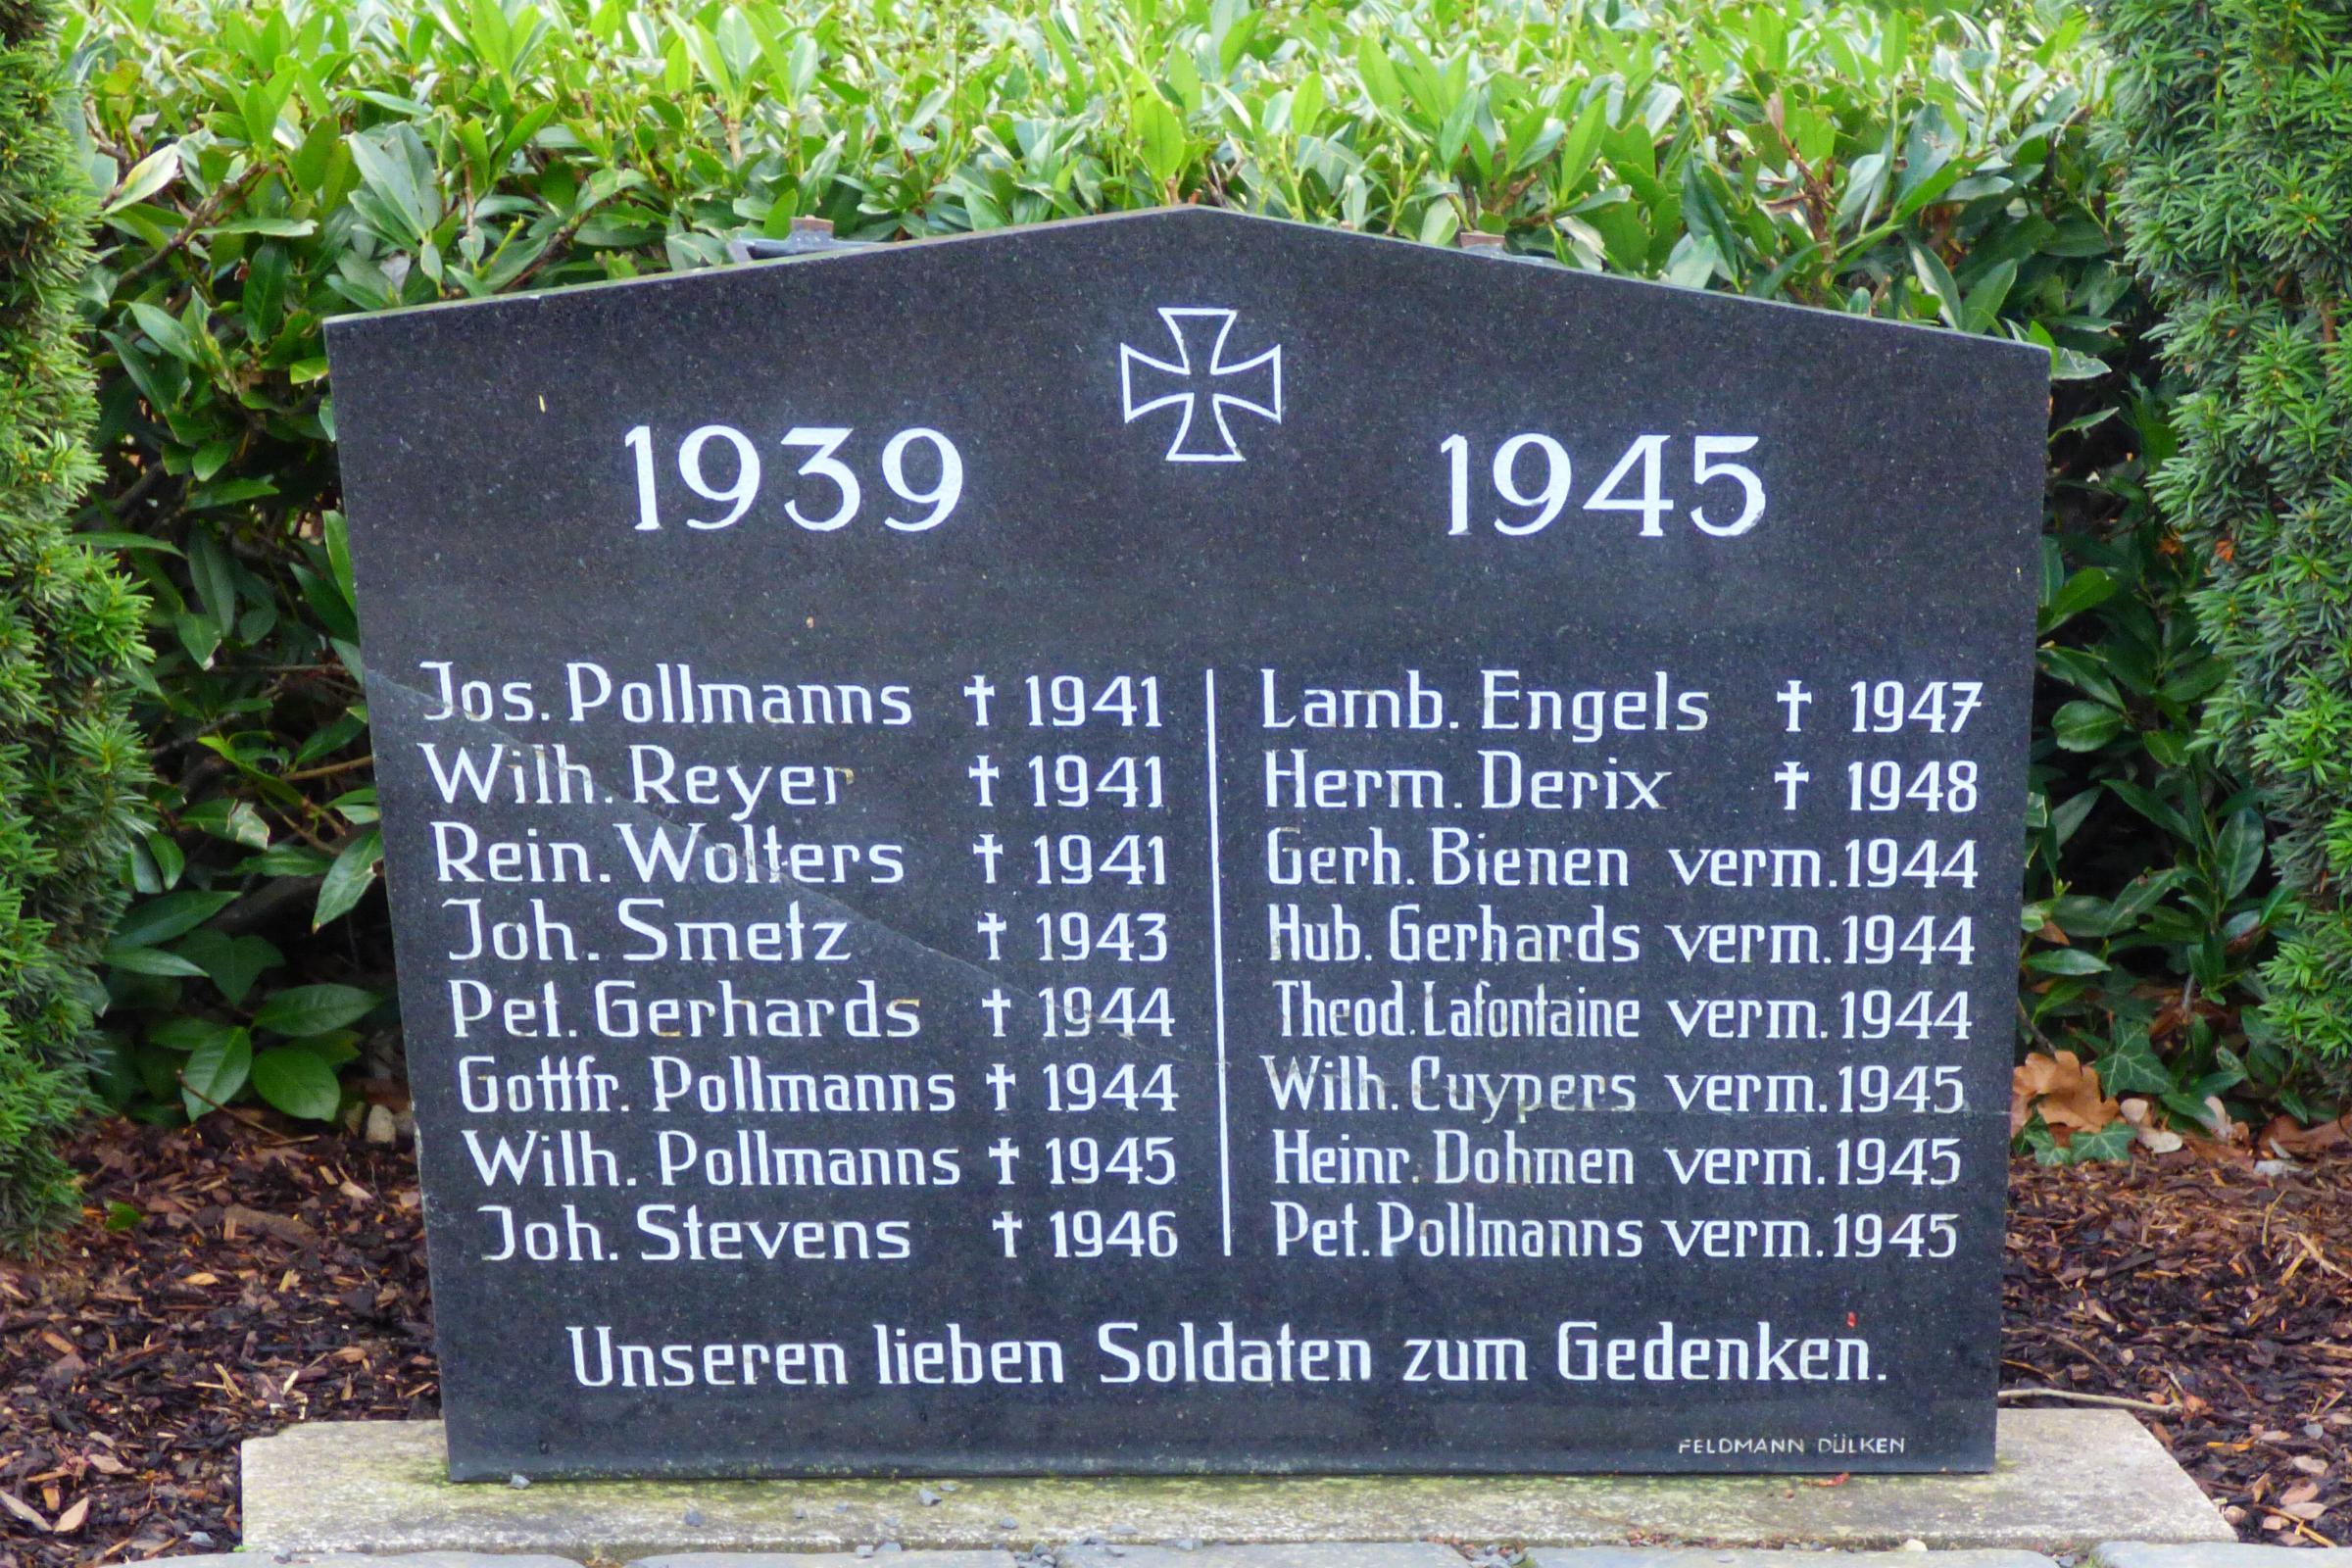 1939 1945
Jos. Pollmanns † 1941
Wilh. Reyer † 1941
Rein. Wolters † 1941
Joh. Smetz † 1943
Pet. Gerhards † 1944
Gottfr. Pollmanns † 1944
Wilh. Pollmanns † 1945
Joh. Stevens † 1946
Lamb. Engels † 1947
Herm. Derix † 1948
Gerh. Bienen verm. 1944
Hub. Gerhards verm. 1944
Theod. Lafontaine verm. 1944
Wilh. Cuypers verm. 1945
Heinr. Dohmen verm. 1945
Pet. Pollmanns verm. 1945
Unseren lieben Soldaten zum Gedenken.
FELDMANN DÜLKEN